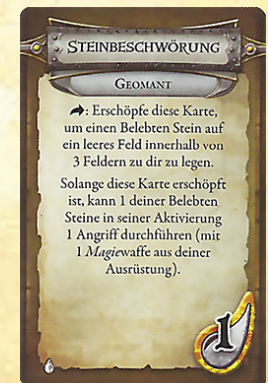 STEINBESCHWÖRUNG
GEOMANT
: Erschöpfe diese Karte,
um einen Belebten Stein auf
ein leeres Feld innerhalb von
3 Feldern zu dir zu legen.
Solange diese Karte erschöpft
ist, kann 1 deiner Belebten
Steine in seiner Aktivierung
1 Angriff durchführen (mit
1 Magiewaffe aus deiner
Ausrüstung).
1